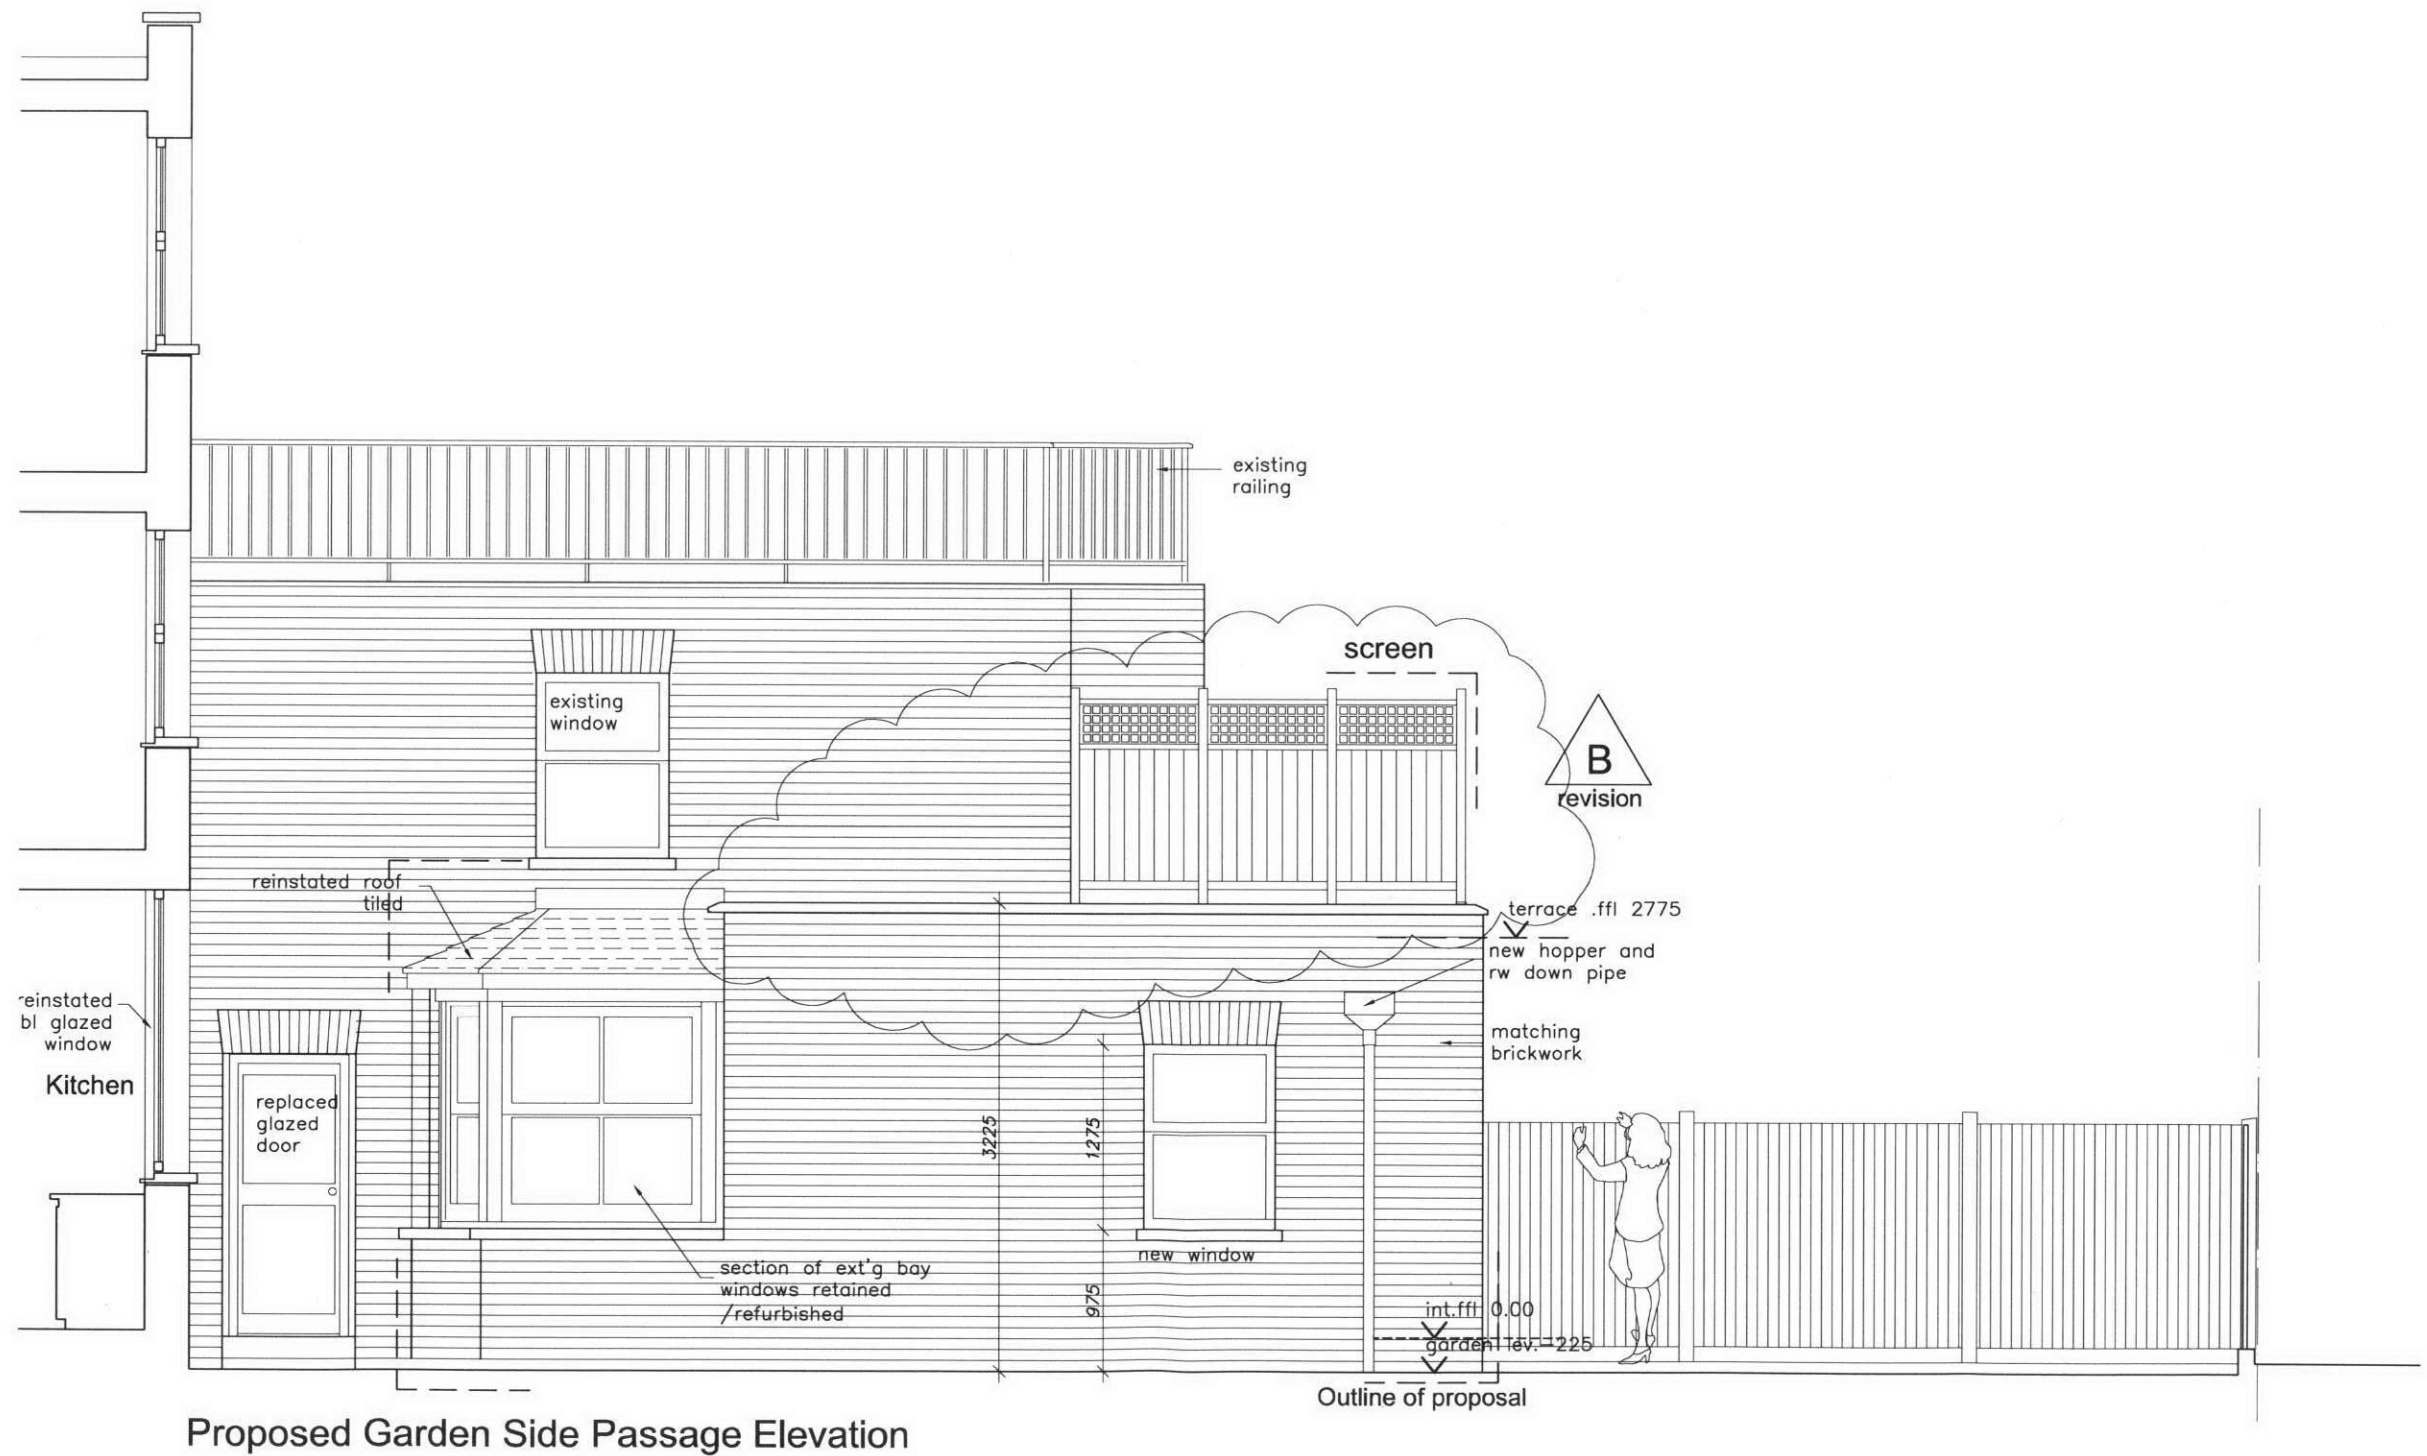 existing
railing
screen
existing
window
B
revision
reinstated roof
tiled
terrace .ffl 2775
new hopper and
rw down pipe
reinstated
bl glazed
window
matching
brickwork
Kitchen
replaced
glazed
door
3225
1275
975
new window
section of ext'g bay
windows retained
/refurbished
int.ffl 0.00
garden lev.-225
Outline of proposal
Proposed Garden Side Passage Elevation